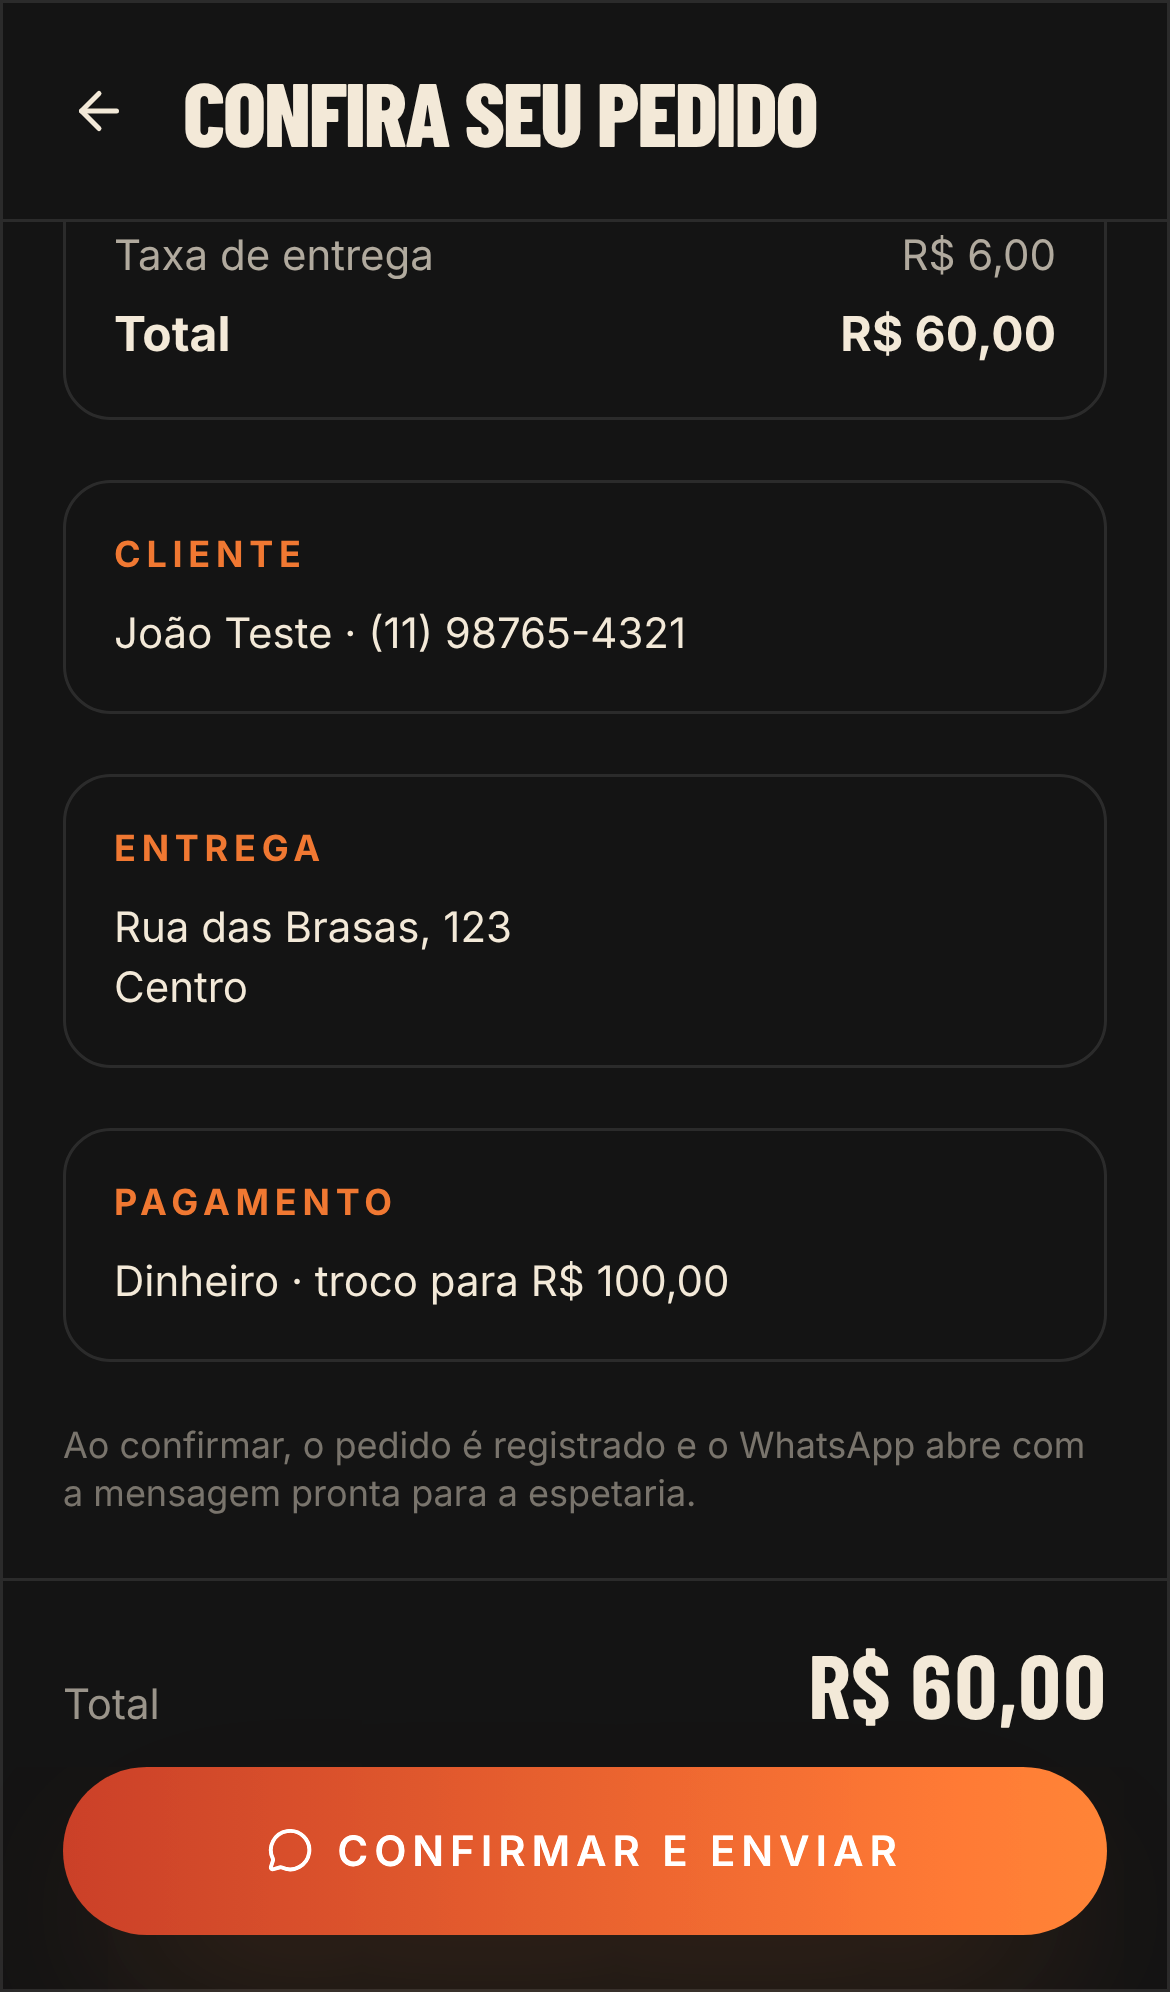 CONFIRA SEU PEDIDO
Taxa de entrega R$ 6,00
Total R$ 60,00
CLIENTE
João Teste · (11) 98765-4321
ENTREGA
Rua das Brasas, 123
Centro
PAGAMENTO
Dinheiro · troco para R$ 100,00
Ao confirmar, o pedido é registrado e o WhatsApp abre com
a mensagem pronta para a espetaria.
Total R$ 60,00
CONFIRMAR E ENVIAR